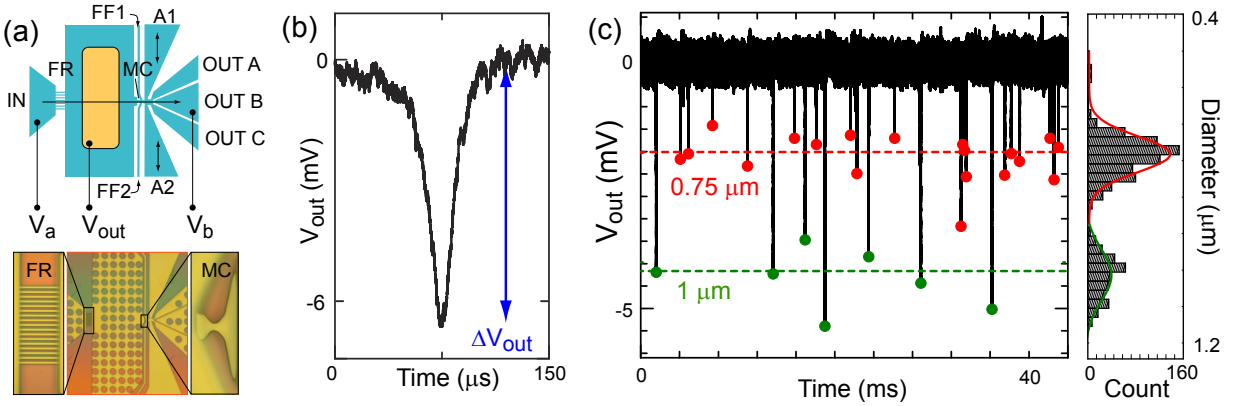 (a)
FF1
A1
FR
MC
OUT A
IN
OUT B
OUT C
FF2
A2
Va
Vout
Vb
FR
MC
(b)
0
Vout (mV)
-6
ΔVout
0
150
Time (μs)
(c)
0
Vout (mV)
-5
0.75 μm
1 μm
0
40
Time (ms)
0.4
Diameter (μm)
1.2
0
160
Count